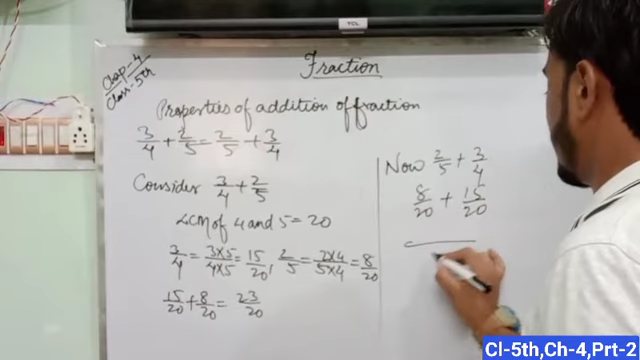 TCL
Chap-4
Class-5th
Fraction
Properties of addition of fraction
3/4 + 2/5 = 2/5 + 3/4
Consider 3/4 + 2/5
LCM of 4 and 5 = 20
3/4 = 3×5/4×5 = 15/20, 2/5 = 2×4/5×4 = 8/20
15/20 + 8/20 = 23/20
Now 2/5 + 3/4
8/20 + 15/20
Cl-5th,Ch-4,Prt-2